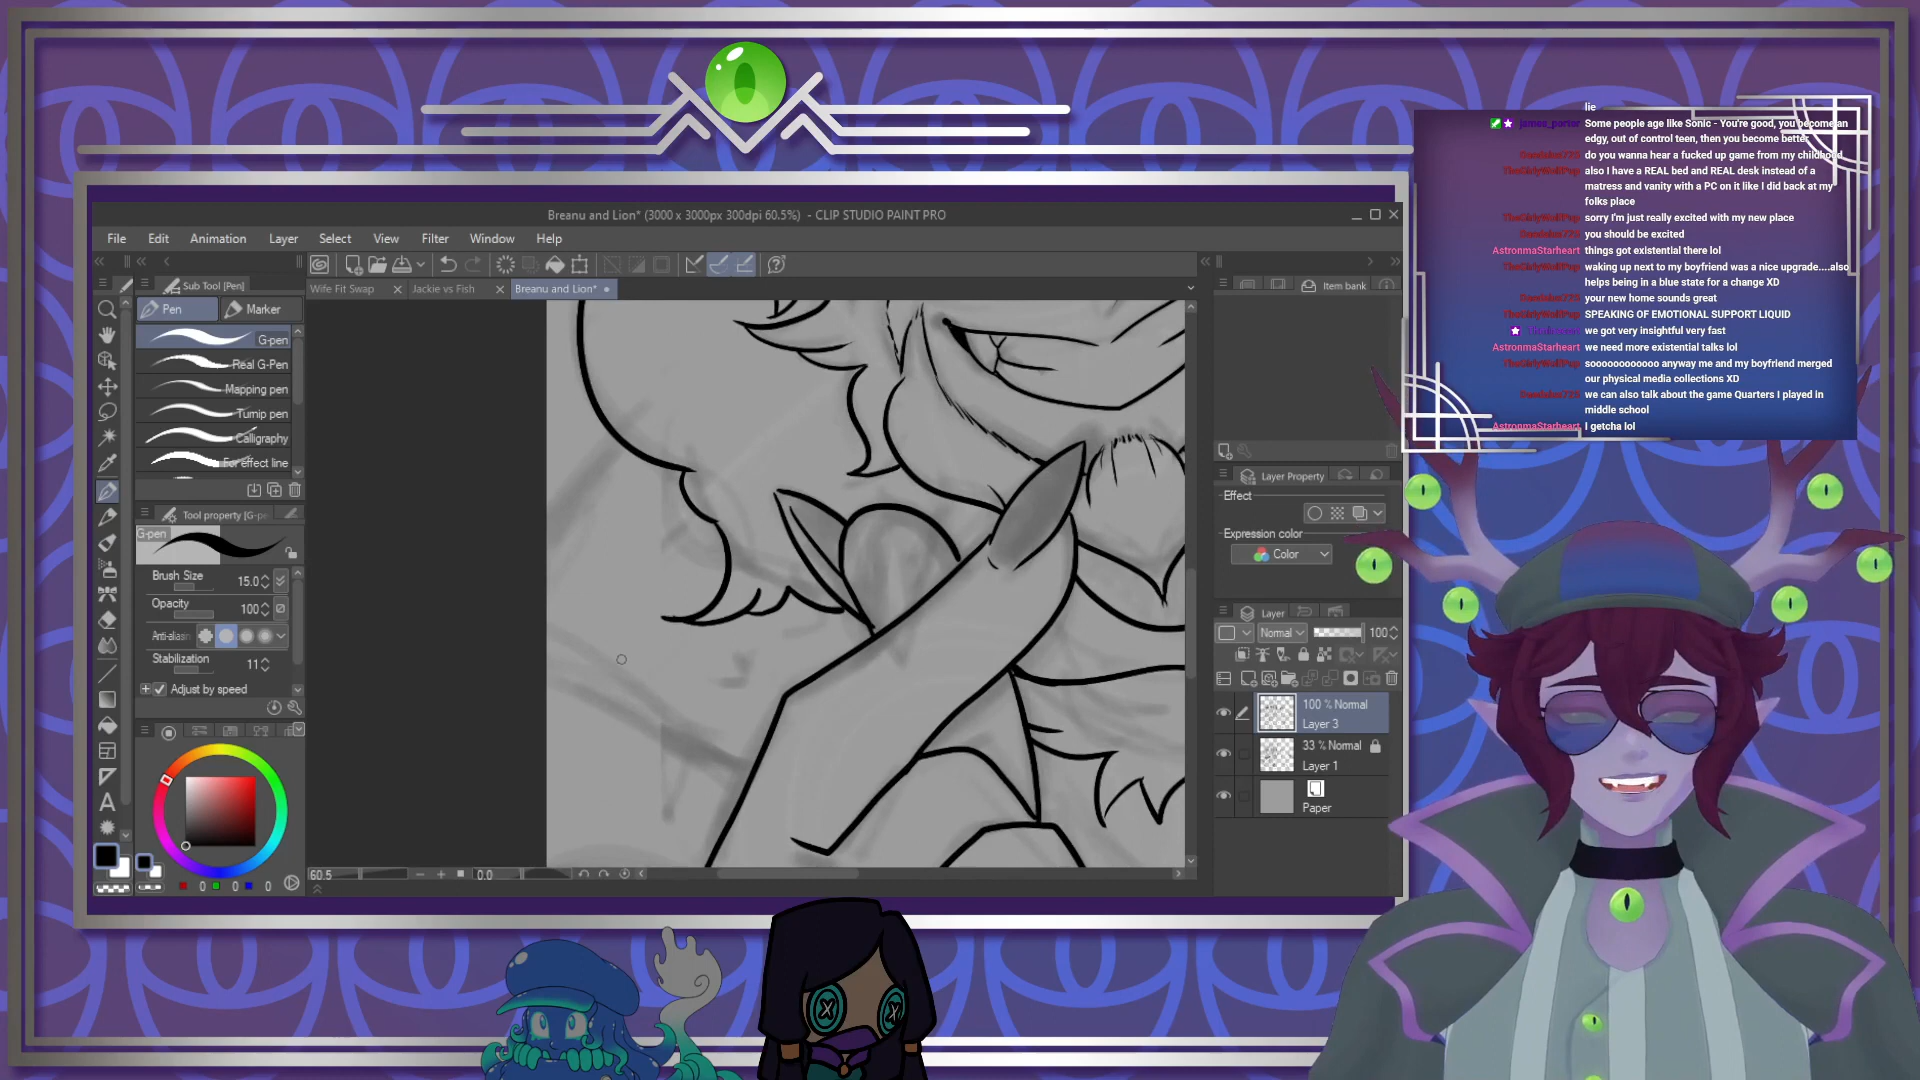 Breanu and Lion* (3000 x 3000px 300dpi 60.5%) - CLIP STUDIO PAINT PRO
File Edit Animation Layer Select View Filter Window Help
Sub Tool [Pen]
Wife Fit Swap
Jackie vs Fish
Breanu and Lion*
Item bank
Pen
Marker
G-pen
Real G-Pen
Mapping pen
Turnip pen
Calligraphy
For effect line
Tool property [G-pe
G-pen
Brush Size 15.0
Opacity 100
Anti-aliasin
Stabilization 11
Adjust by speed
0 0 0
60.5
0.0
Layer Property
Effect
Expression color
Color
Layer
Normal
100
100 % Normal
Layer 3
33 % Normal
Layer 1
Paper
lie
james_porter Some people age like Sonic - You're good, you become an
edgy, out of control teen, then you become better
do you wanna hear a fucked up game from my childhood
TheGirlyWolfPup also I have a REAL bed and REAL desk instead of a
matress and vanity with a PC on it like I did back at my
folks place
TheGirlyWolfPup sorry I'm just really excited with my new place
you should be excited
AstronmaStarheart things got existential there lol
TheGirlyWolfPup waking up next to my boyfriend was a nice upgrade....also
helps being in a blue state for a change XD
your new home sounds great
TheGirlyWolfPup SPEAKING OF EMOTIONAL SUPPORT LIQUID
we got very insightful very fast
AstronmaStarheart we need more existential talks lol
TheGirlyWolfPup soooooooooooo anyway me and my boyfriend merged
our physical media collections XD
we can also talk about the game Quarters I played in
middle school
AstronmaStarheart I getcha lol